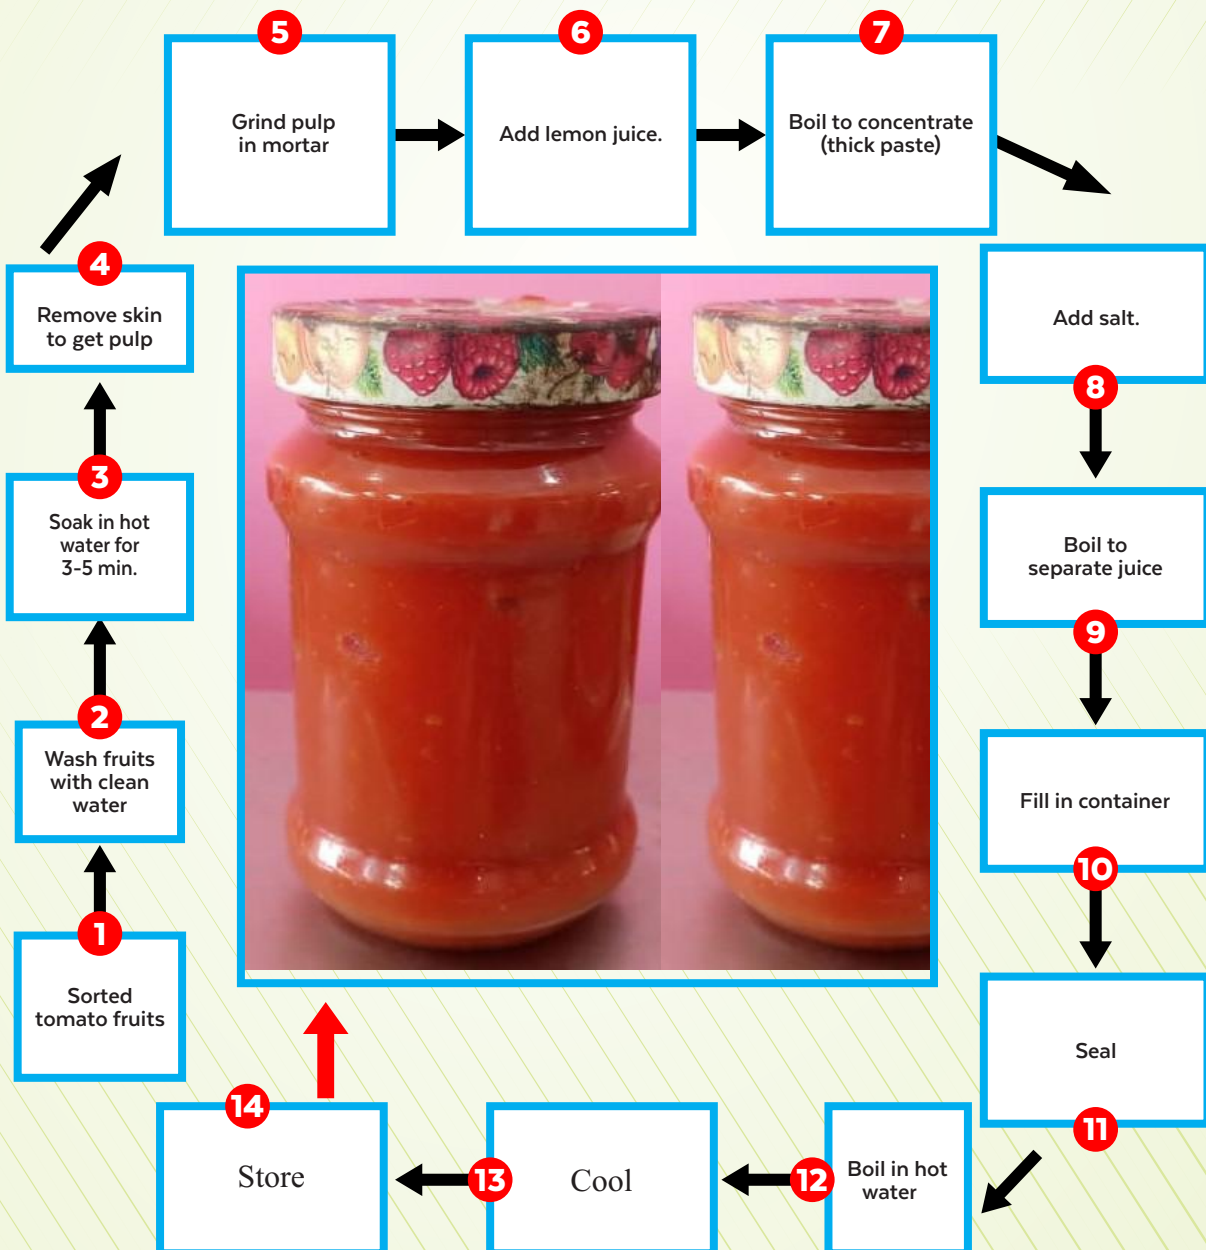 1
Sorted
tomato fruits
2
Wash fruits
with clean
water
3
Soak in hot
water for
3-5 min.
4
Remove skin
to get pulp
5
Grind pulp
in mortar
6
Add lemon juice.
7
Boil to concentrate
(thick paste)
Add salt.
8
Boil to
separate juice
9
Fill in container
10
Seal
11
Boil in hot
water
12
Cool
13
14
Store